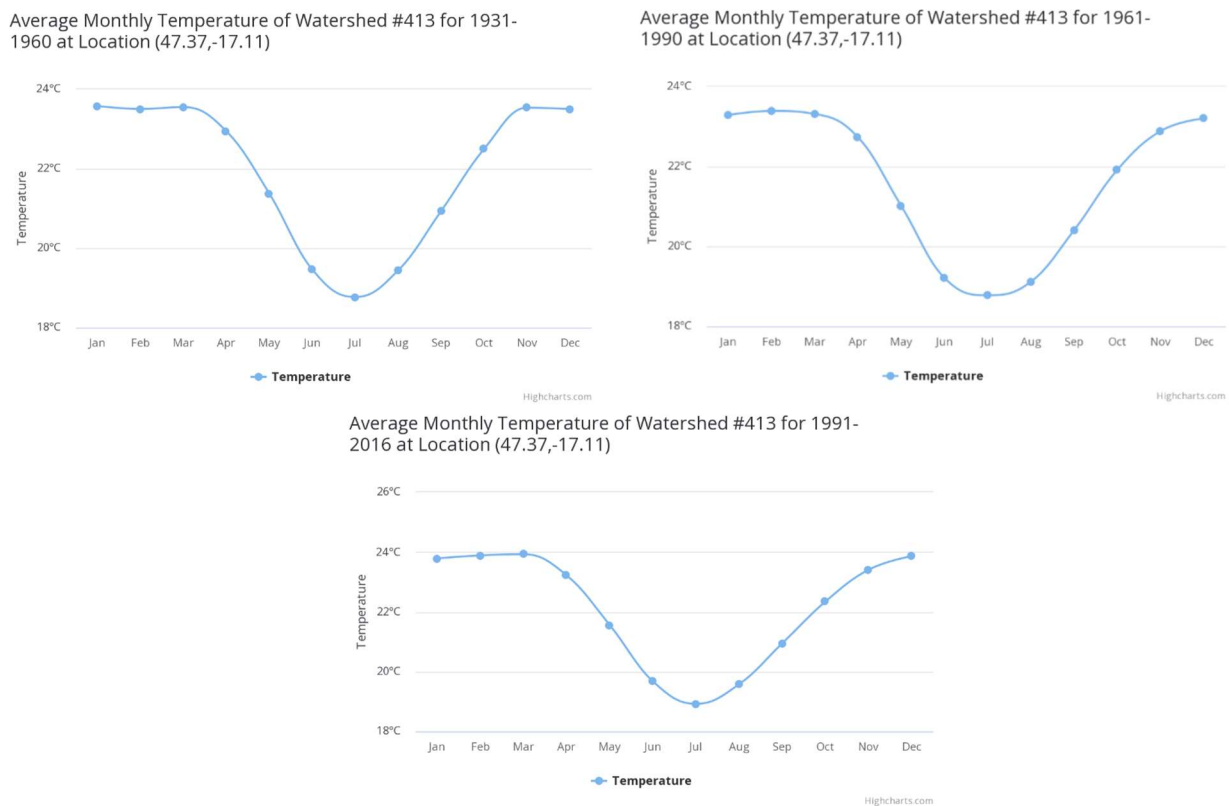 Average Monthly Temperature of Watershed #413 for 1931-
1960 at Location (47.37,-17.11)
24°C
22°C
20°C
18°C
Temperature
Jan Feb Mar Apr May Jun Jul Aug Sep Oct Nov Dec
Temperature
Highcharts.com
Average Monthly Temperature of Watershed #413 for 1961-
1990 at Location (47.37,-17.11)
24°C
22°C
20°C
18°C
Temperature
Jan Feb Mar Apr May Jun Jul Aug Sep Oct Nov Dec
Temperature
Highcharts.com
Average Monthly Temperature of Watershed #413 for 1991-
2016 at Location (47.37,-17.11)
26°C
24°C
22°C
20°C
18°C
Temperature
Jan Feb Mar Apr May Jun Jul Aug Sep Oct Nov Dec
Temperature
Highcharts.com